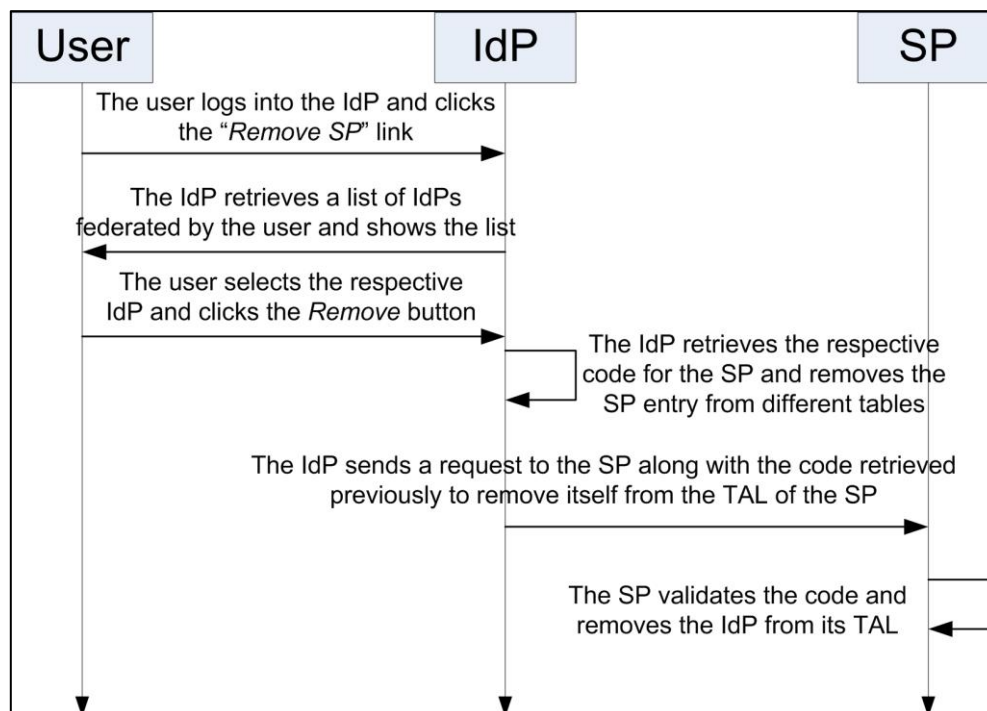 User
IdP
SP
The user logs into the IdP and clicks
the “Remove SP” link
The IdP retrieves a list of IdPs
federated by the user and shows the list
The user selects the respective
IdP and clicks the Remove button
The IdP retrieves the respective
code for the SP and removes the
SP entry from different tables
The IdP sends a request to the SP along with the code retrieved
previously to remove itself from the TAL of the SP
The SP validates the code and
removes the IdP from its TAL